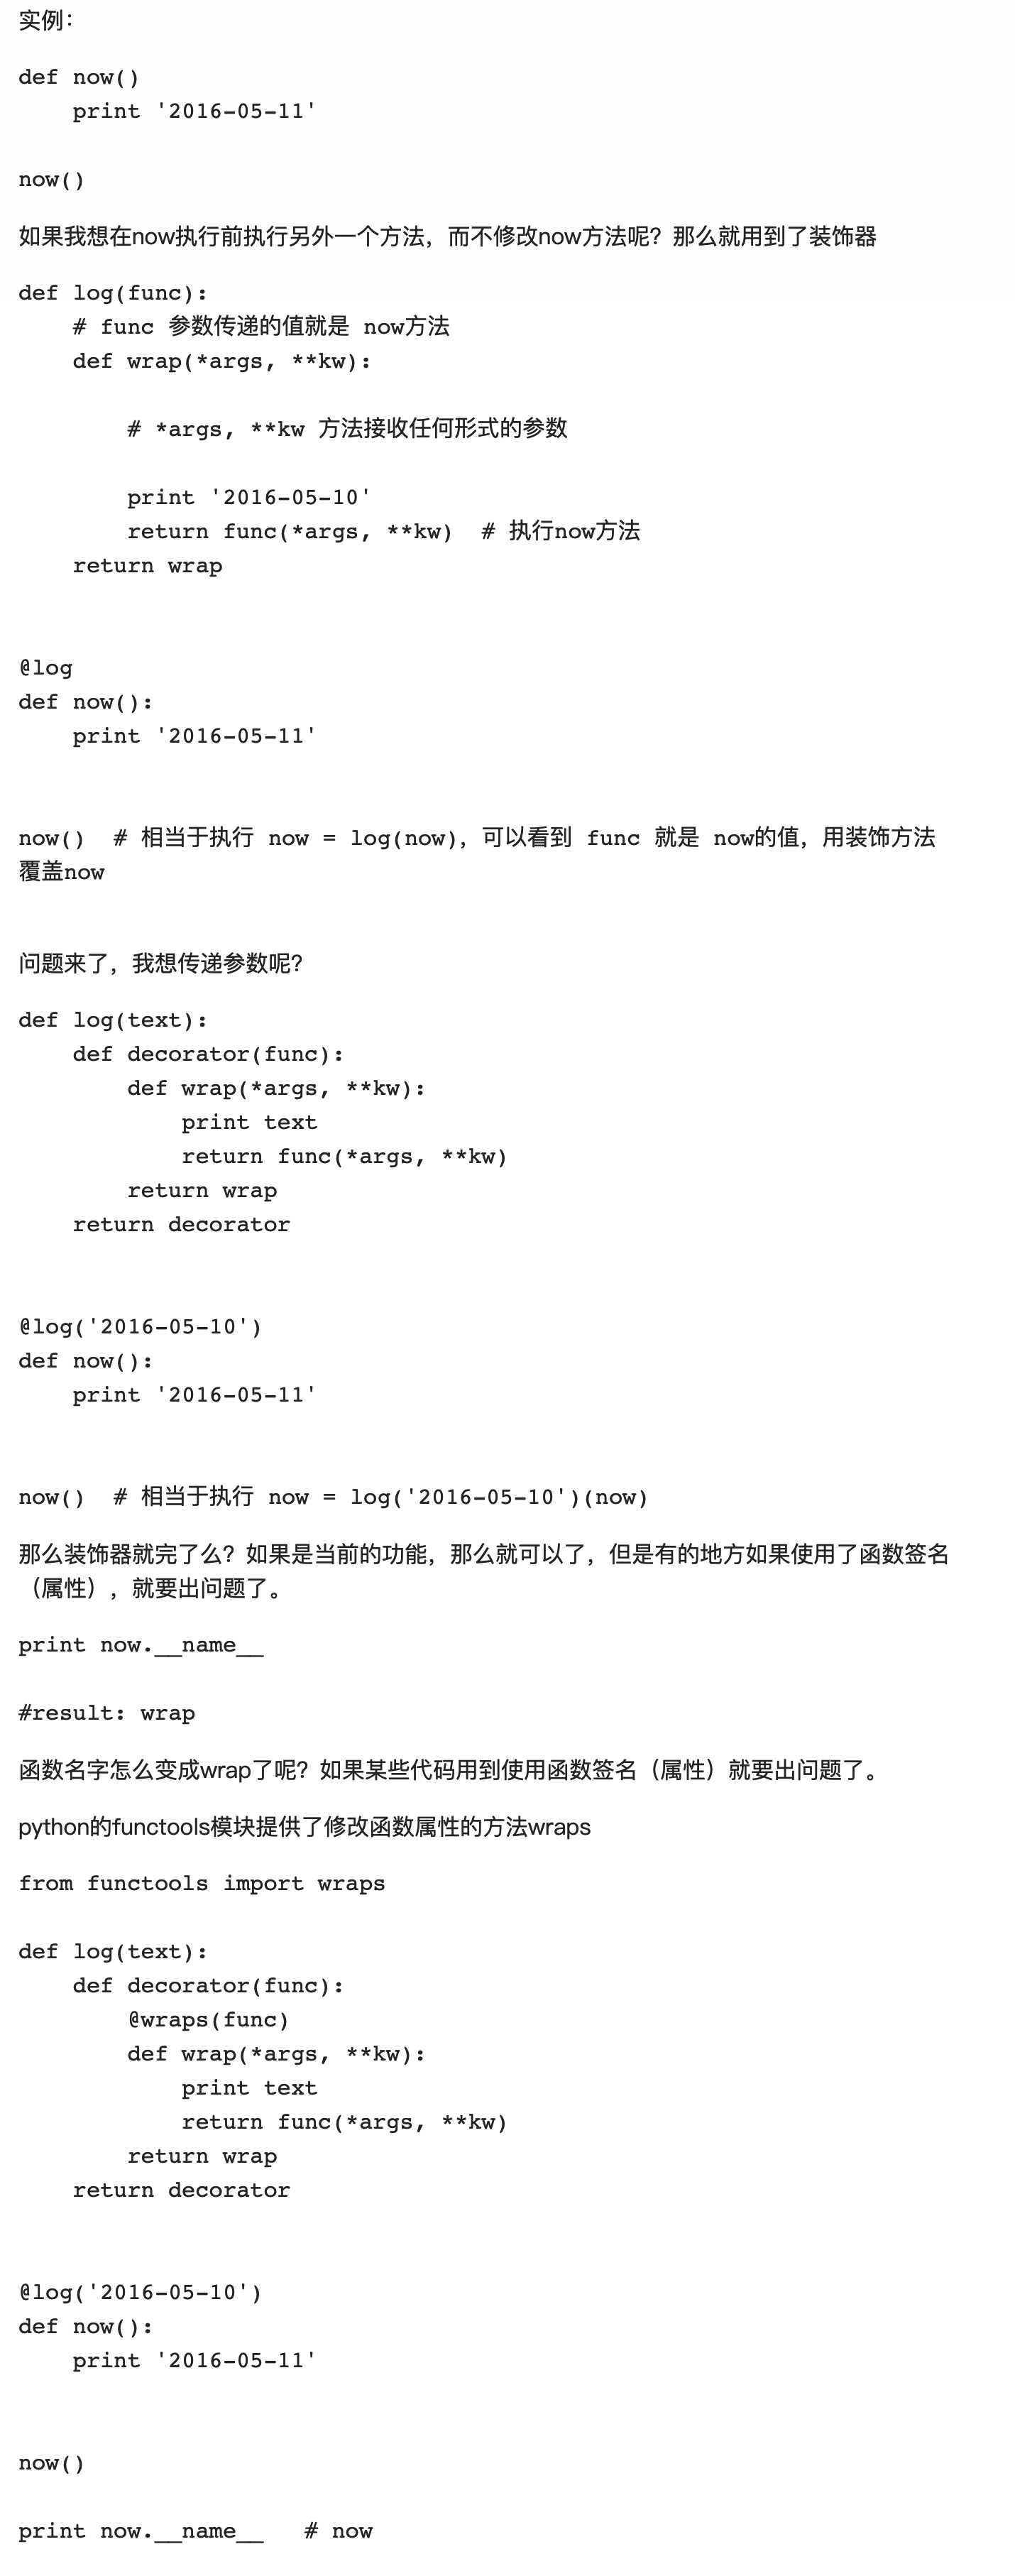 实例：
def now()
    print '2016-05-11'
now()
如果我想在now执行前执行另外一个方法，而不修改now方法呢？那么就用到了装饰器
def log(func):
    # func 参数传递的值就是 now方法
    def wrap(*args, **kw):
        # *args, **kw 方法接收任何形式的参数
        print '2016-05-10'
        return func(*args, **kw)  # 执行now方法
    return wrap
@log
def now():
    print '2016-05-11'
now()  # 相当于执行 now = log(now)，可以看到 func 就是 now的值，用装饰方法
覆盖now
问题来了，我想传递参数呢？
def log(text):
    def decorator(func):
        def wrap(*args, **kw):
            print text
            return func(*args, **kw)
        return wrap
    return decorator
@log('2016-05-10')
def now():
    print '2016-05-11'
now()  # 相当于执行 now = log('2016-05-10')(now)
那么装饰器就完了么？如果是当前的功能，那么就可以了，但是有的地方如果使用了函数签名
（属性），就要出问题了。
print now.__name__
#result: wrap
函数名字怎么变成wrap了呢？如果某些代码用到使用函数签名（属性）就要出问题了。
python的functools模块提供了修改函数属性的方法wraps
from functools import wraps
def log(text):
    def decorator(func):
        @wraps(func)
        def wrap(*args, **kw):
            print text
            return func(*args, **kw)
        return wrap
    return decorator
@log('2016-05-10')
def now():
    print '2016-05-11'
now()
print now.__name__   # now